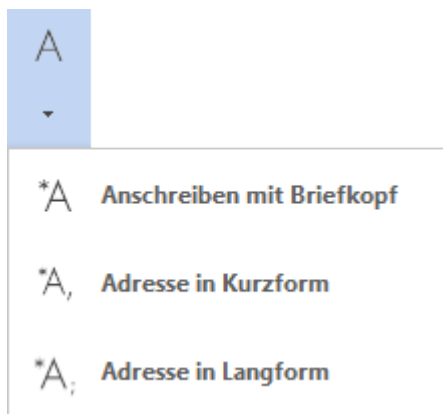 A
*A Anschreiben mit Briefkopf
*A, Adresse in Kurzform
*A; Adresse in Langform